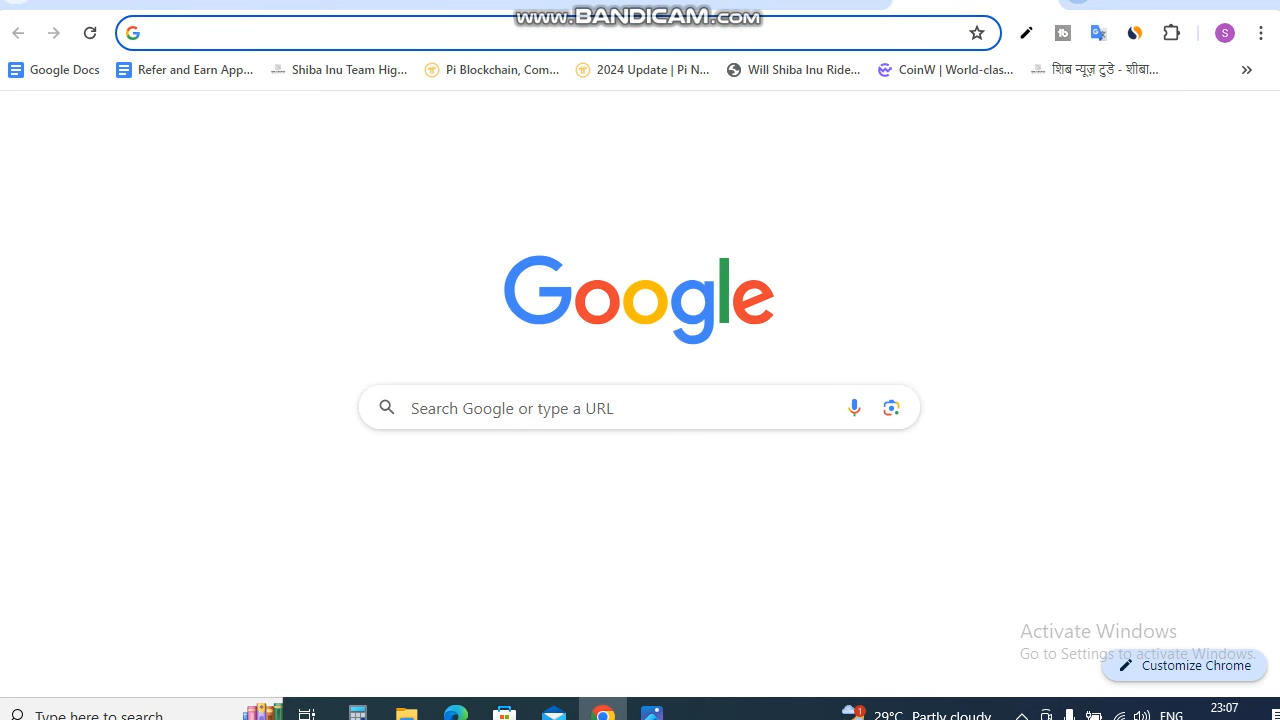 www.BANDICAM.com
Google Docs
Refer and Earn App...
Shiba Inu Team Hig...
Pi Blockchain, Com...
2024 Update | Pi N...
Will Shiba Inu Ride...
CoinW | World-clas...
शिब न्यूज़ टुडे - शीबा...
Google
Search Google or type a URL
Activate Windows
Go to Settings to activate Windows.
Customize Chrome
Type here to search
29°C Partly cloudy
ENG
23:07